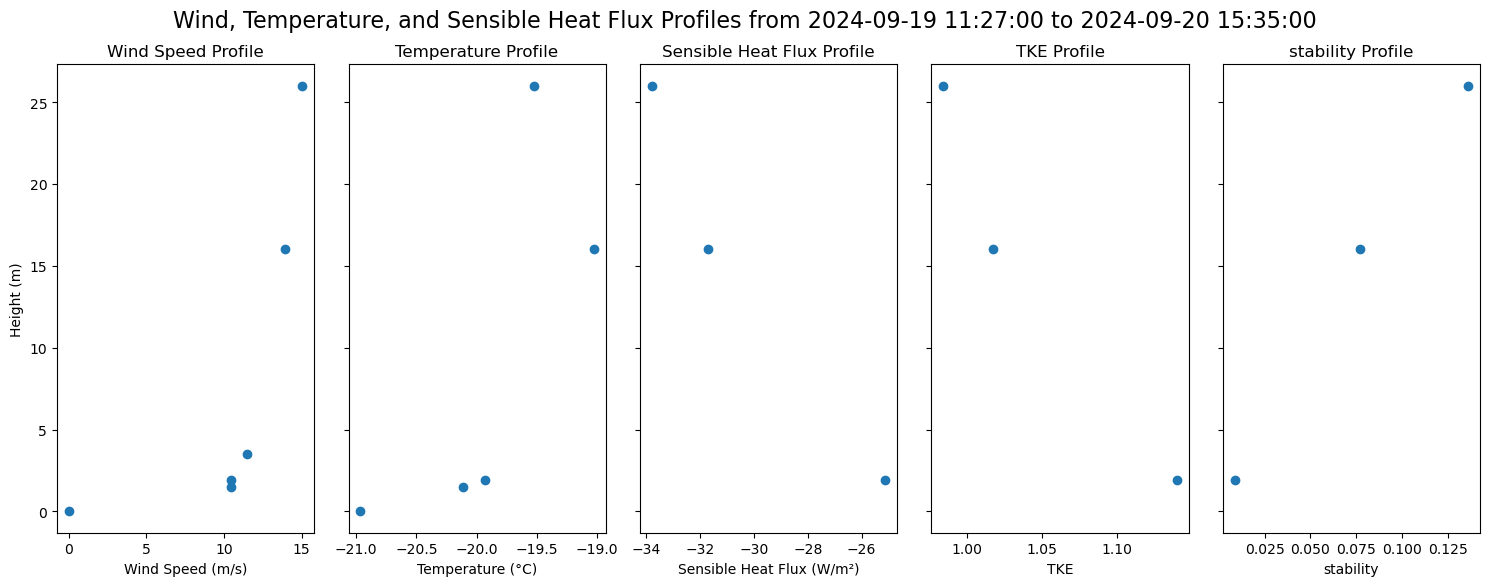 Wind, Temperature, and Sensible Heat Flux Profiles from 2024-09-19 11:27:00 to 2024-09-20 15:35:00
Wind Speed Profile
Temperature Profile
Sensible Heat Flux Profile
TKE Profile
stability Profile
25
20
15
10
5
0
Height (m)
0 5 10 15
−21.0 −20.5 −20.0 −19.5 −19.0
−34 −32 −30 −28 −26
1.00 1.05 1.10
0.025 0.050 0.075 0.100 0.125
Wind Speed (m/s)
Temperature (°C)
Sensible Heat Flux (W/m²)
TKE
stability